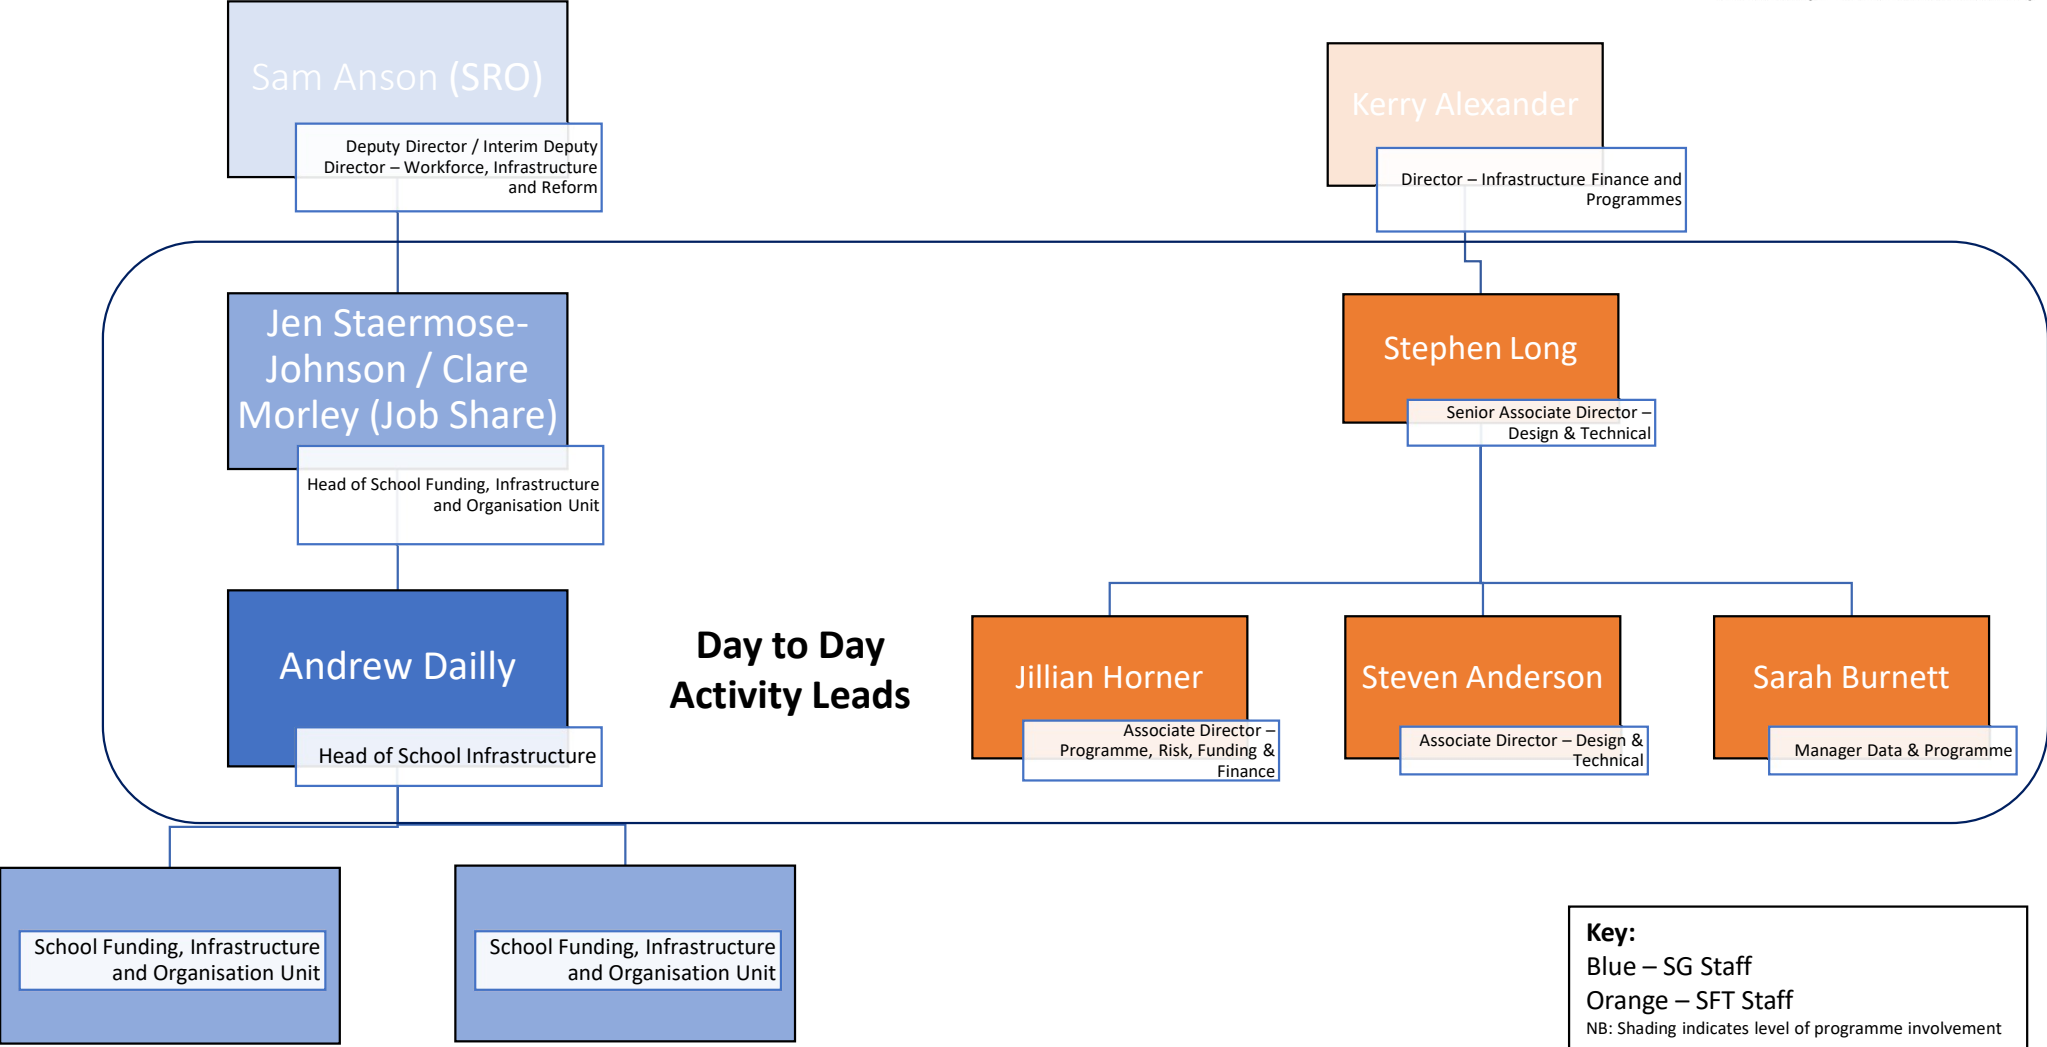 Sam Anson (SRO)
Deputy Director / Interim Deputy
Director – Workforce, Infrastructure
and Reform
Kerry Alexander
Director – Infrastructure Finance and
Programmes
Jen Staermose-
Johnson / Clare
Morley (Job Share)
Head of School Funding, Infrastructure
and Organisation Unit
Stephen Long
Senior Associate Director –
Design & Technical
Andrew Dailly
Head of School Infrastructure
Day to Day
Activity Leads
Jillian Horner
Associate Director –
Programme, Risk, Funding &
Finance
Steven Anderson
Associate Director – Design &
Technical
Sarah Burnett
Manager Data & Programme
School Funding, Infrastructure
and Organisation Unit
School Funding, Infrastructure
and Organisation Unit
Key:
Blue – SG Staff
Orange – SFT Staff
NB: Shading indicates level of programme involvement